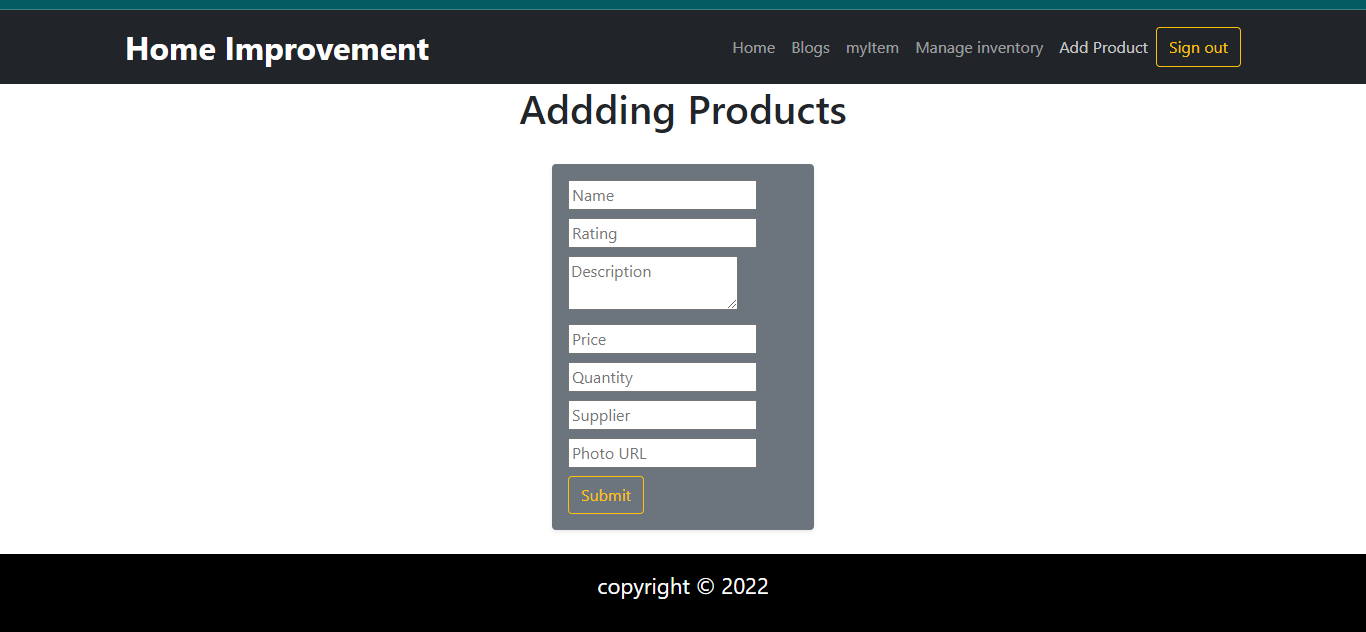 Home Improvement
Home Blogs myItem Manage inventory Add Product Sign out
Addding Products
Name
Rating
Description
Price
Quantity
Supplier
Photo URL
Submit
copyright © 2022